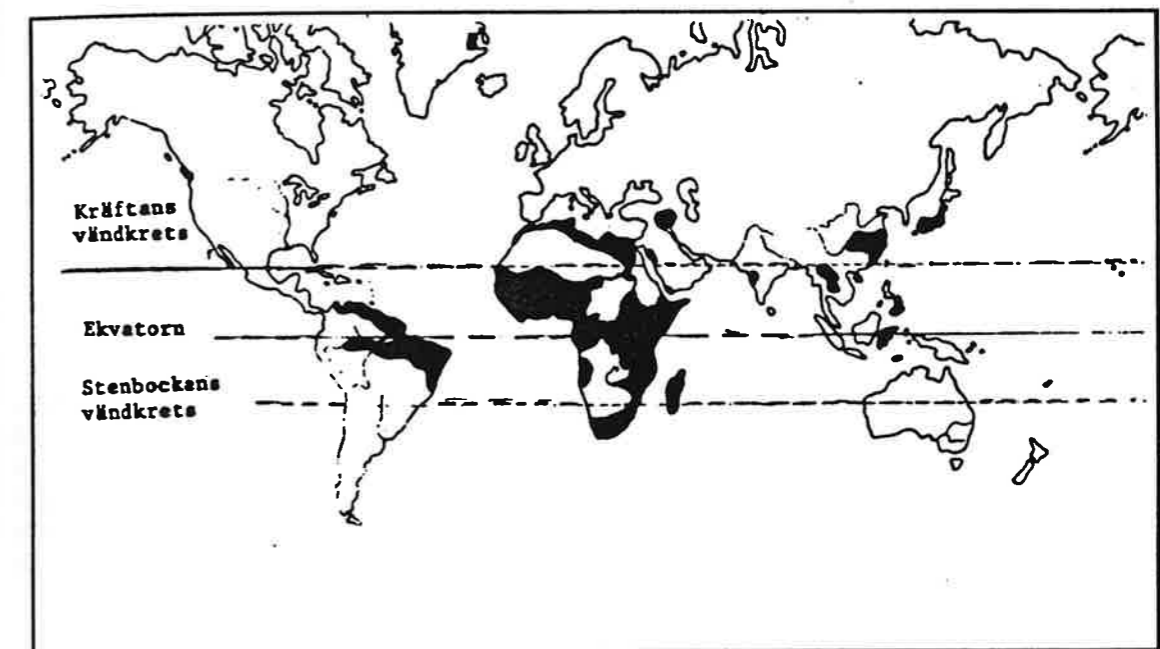 Kräftans
vändkrets
Ekvatorn
Stenbockens
vändkrets